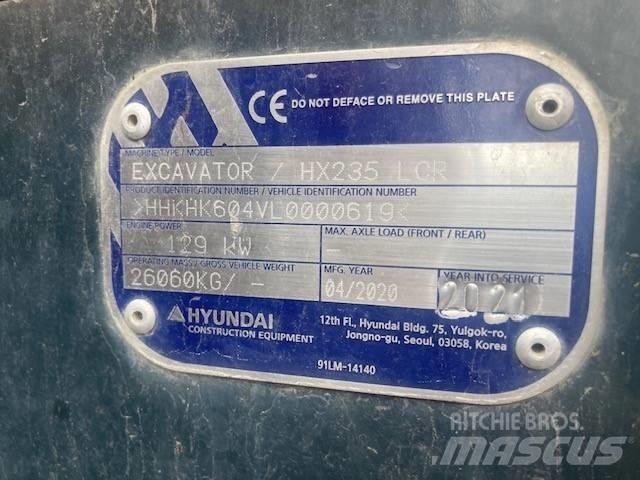 CE DO NOT DEFACE OR REMOVE THIS PLATE
MACHINE TYPE / MODEL
EXCAVATOR / HX235 LCR
PRODUCT IDENTIFICATION NUMBER / VEHICLE IDENTIFICATION NUMBER
>HHKHK604VL0000619<
ENGINE POWER
129 KW
MAX. AXLE LOAD (FRONT / REAR)
-
OPERATING MASS / GROSS VEHICLE WEIGHT
26060KG/ -
MFG. YEAR
04/2020
YEAR INTO SERVICE
2021
HYUNDAI
CONSTRUCTION EQUIPMENT
12th Fl., Hyundai Bldg. 75, Yulgok-ro,
Jongno-gu, Seoul, 03058, Korea
91LM-14140
RITCHIE BROS.
MASCUS